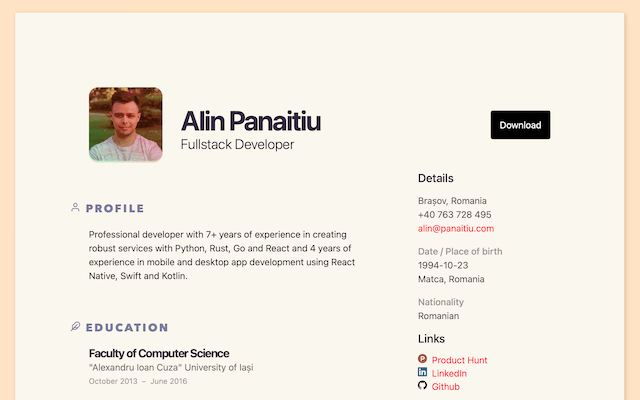 Alin Panaitiu
Fullstack Developer
Download
PROFILE
Professional developer with 7+ years of experience in creating
robust services with Python, Rust, Go and React and 4 years of
experience in mobile and desktop app development using React
Native, Swift and Kotlin.
EDUCATION
Faculty of Computer Science
"Alexandru Ioan Cuza" University of Iași
October 2013 – June 2016
Details
Brașov, Romania
+40 763 728 495
alin@panaitiu.com
Date / Place of birth
1994-10-23
Matca, Romania
Nationality
Romanian
Links
Product Hunt
LinkedIn
Github